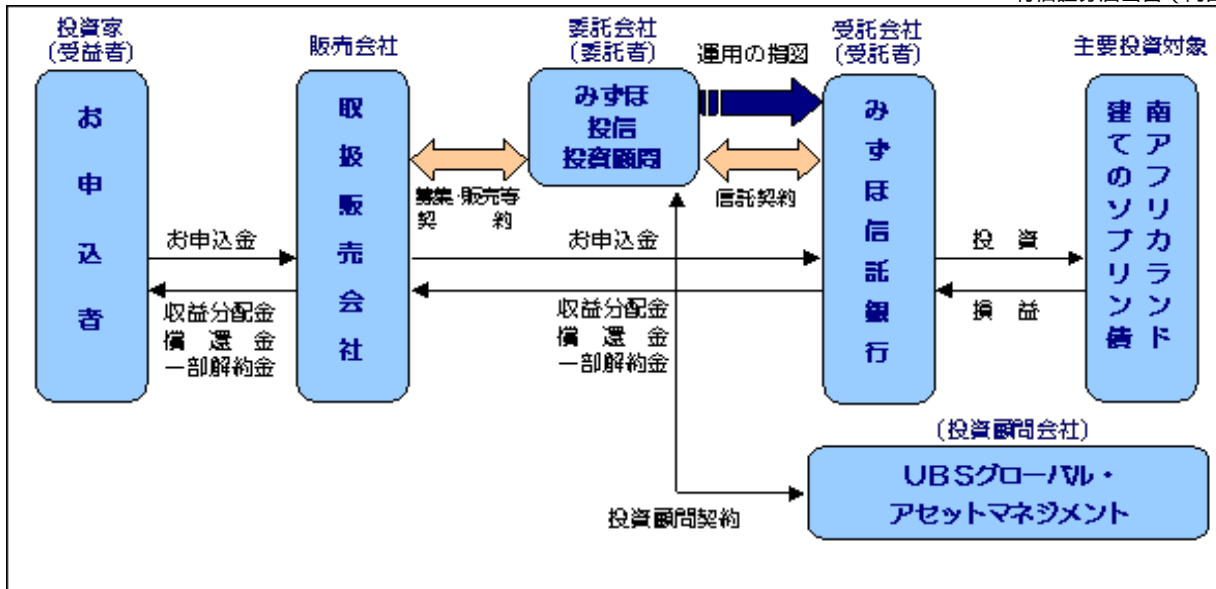 投資家
(受益者)
販売会社
委託会社
(委託者)
運用の指図
受託会社
(受託者)
主要投資対象
お申込者
取扱販売会社
みずほ
投信
投資顧問
みずほ信託銀行
南アフリカランド
建てのソブリン債
募集・販売等
契約
信託契約
お申込金
お申込金
投資
収益分配金
償還金
一部解約金
収益分配金
償還金
一部解約金
損益
(投資顧問会社)
UBSグローバル・
アセットマネジメント
投資顧問契約